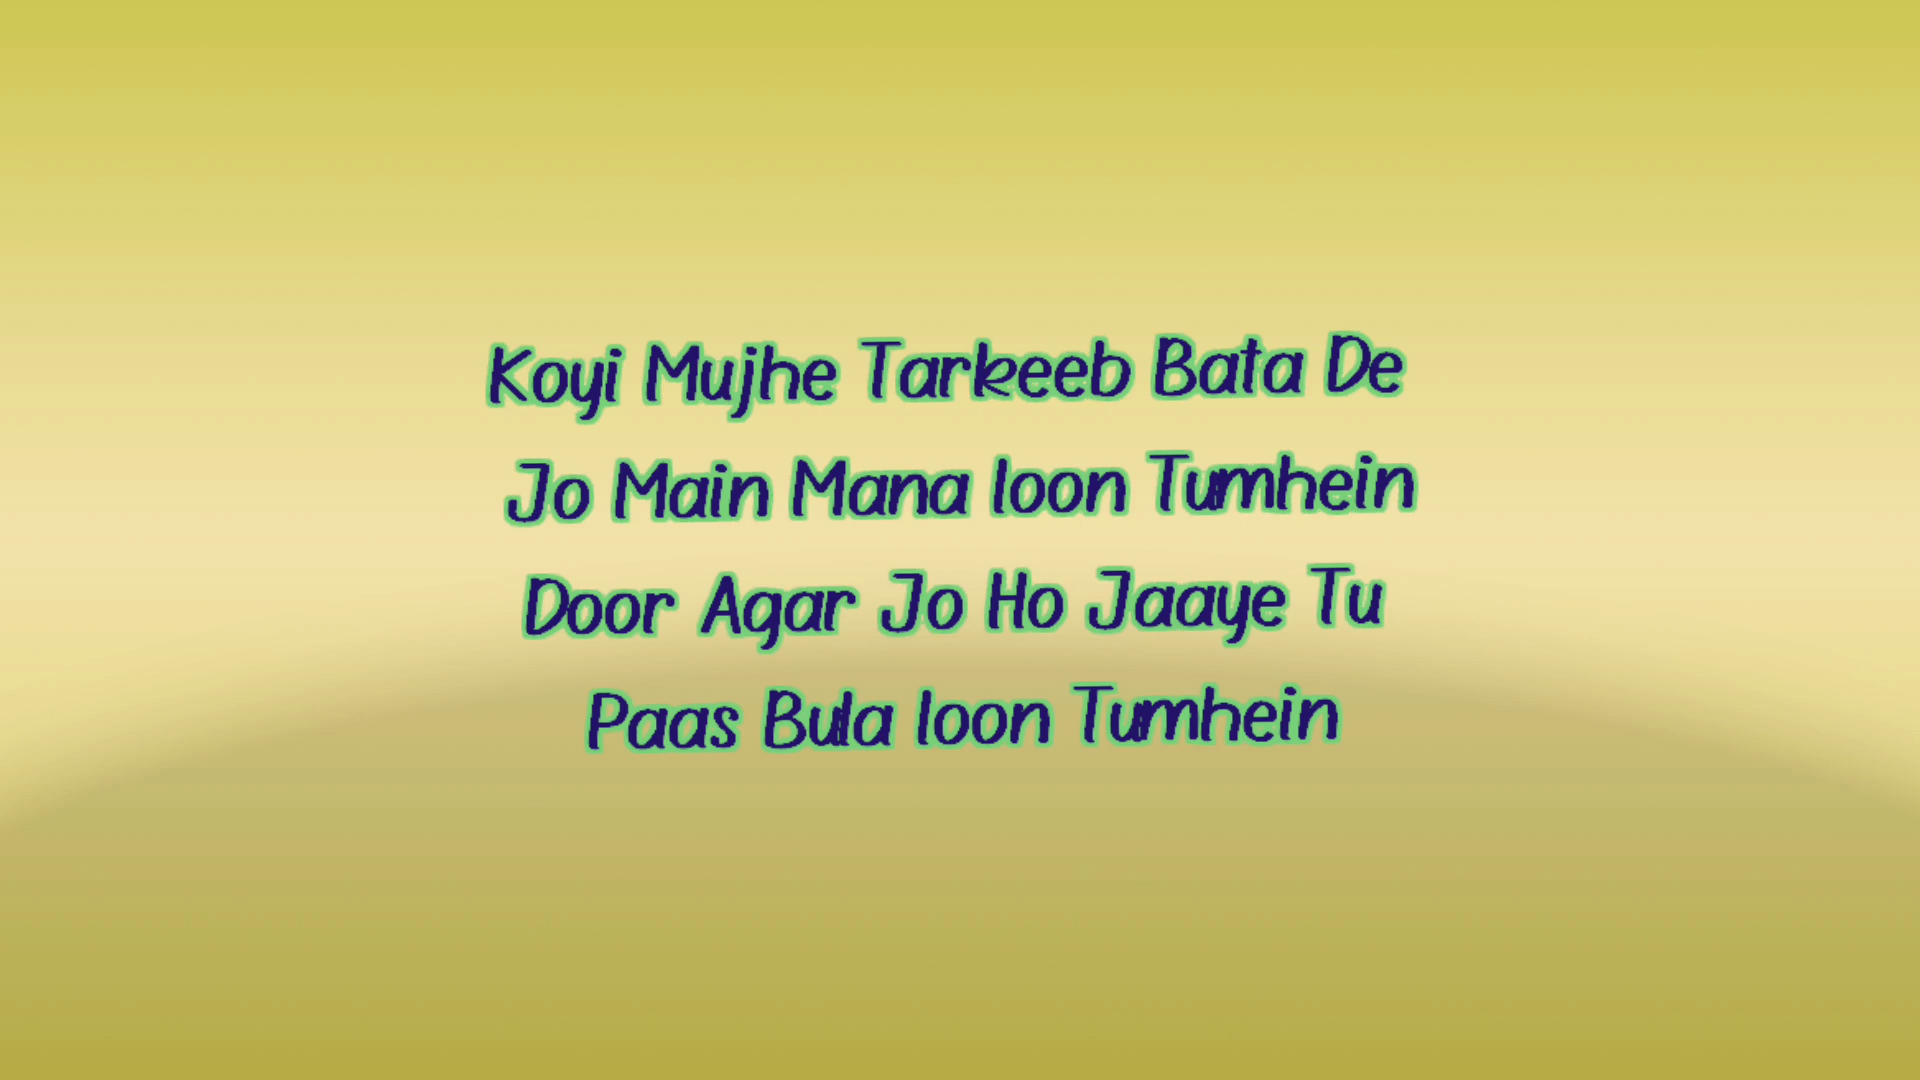 Koyi Mujhe Tarkeeb Bata De
Jo Main Mana loon Tumhein
Door Agar Jo Ho Jaaye Tu
Paas Bula loon Tumhein